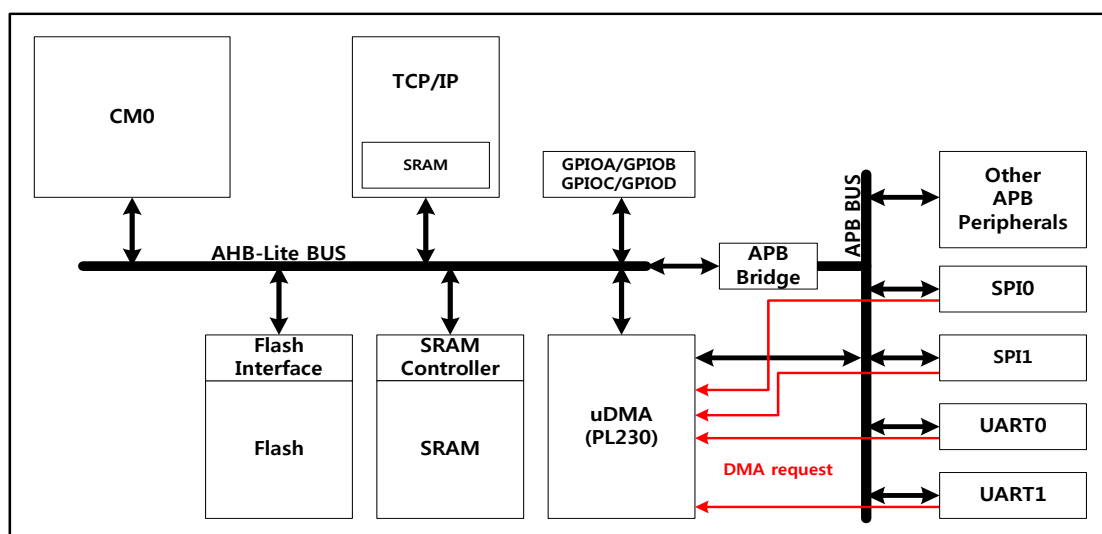 CM0
TCP/IP
SRAM
GPIOA/GPIOB
GPIOC/GPIOD
APB BUS
Other
APB
Peripherals
AHB-Lite BUS
APB
Bridge
SPI0
Flash
Interface
SRAM
Controller
SPI1
uDMA
(PL230)
Flash
SRAM
UART0
DMA request
UART1